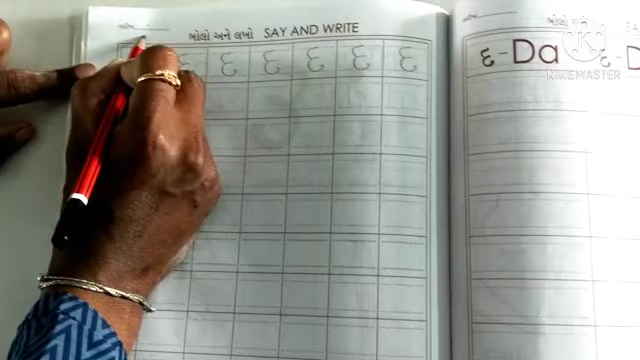 બોલો અને લખો SAY AND WRITE
દ દ દ દ દ દ
દ - Da દ - D
KINEMASTER